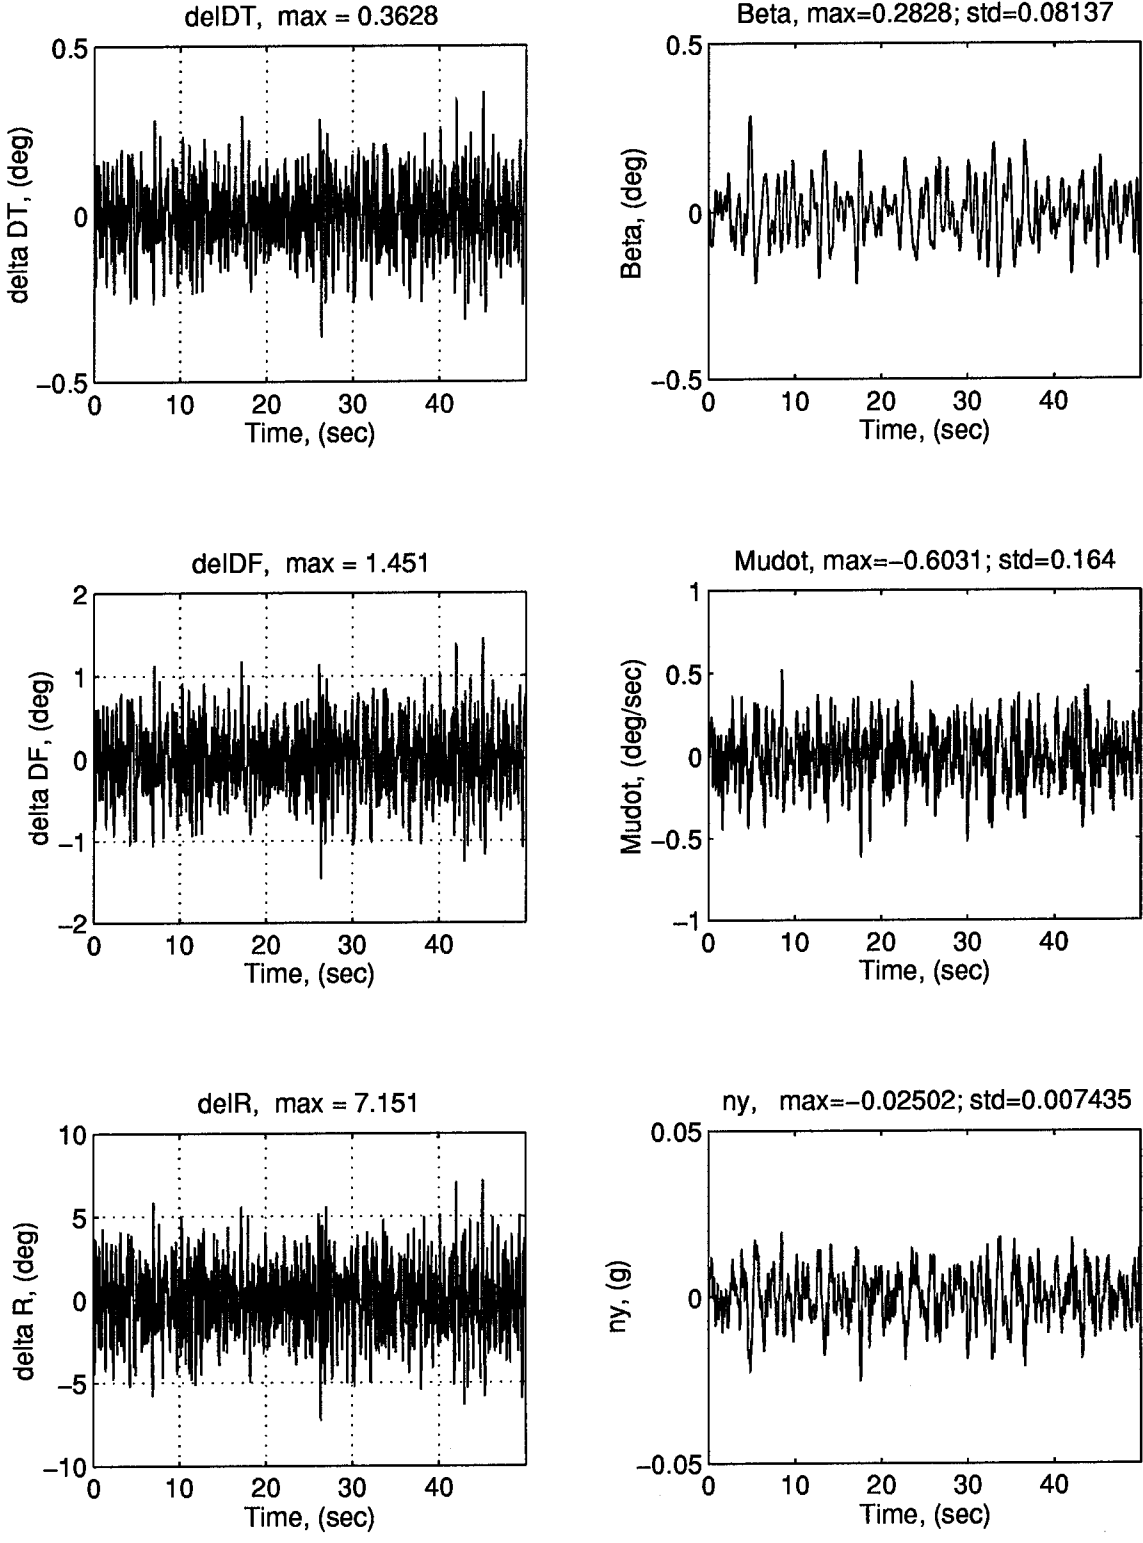 delDT, max = 0.3628
delta DT, (deg)
0.5
0
−0.5
0 10 20 30 40
Time, (sec)
Beta, max=0.2828; std=0.08137
Beta, (deg)
0.5
0
−0.5
0 10 20 30 40
Time, (sec)
delDF, max = 1.451
delta DF, (deg)
2
1
0
−1
−2
0 10 20 30 40
Time, (sec)
Mudot, max=−0.6031; std=0.164
Mudot, (deg/sec)
1
0.5
0
−0.5
−1
0 10 20 30 40
Time, (sec)
delR, max = 7.151
delta R, (deg)
10
5
0
−5
−10
0 10 20 30 40
Time, (sec)
ny, max=−0.02502; std=0.007435
ny, (g)
0.05
0
−0.05
0 10 20 30 40
Time, (sec)